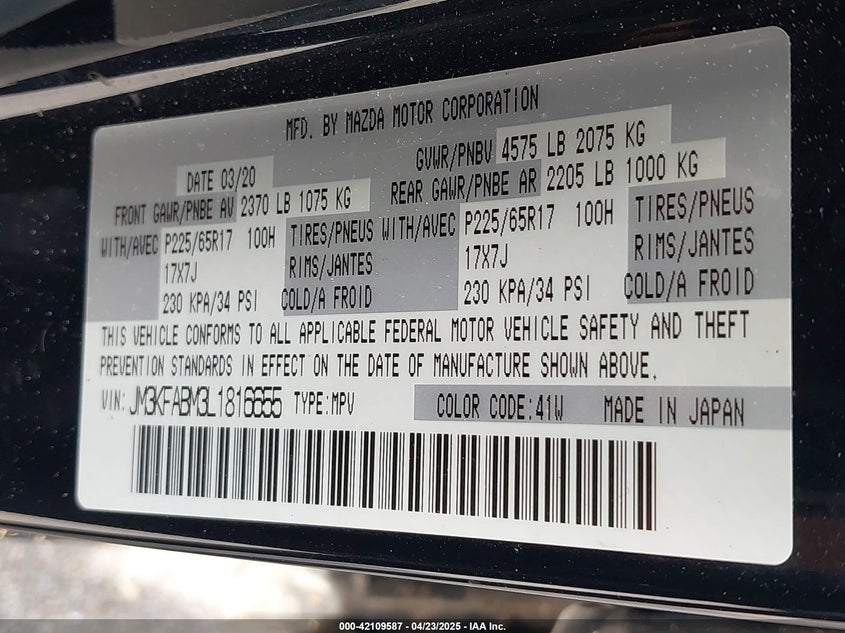 MFD. BY MAZDA MOTOR CORPORATION
DATE 03/20 GVWR/PNBV 4575 LB 2075 KG
FRONT GAWR/PNBE AV 2370 LB 1075 KG REAR GAWR/PNBE AR 2205 LB 1000 KG
WITH/AVEC P225/65R17 100H TIRES/PNEUS WITH/AVEC P225/65R17 100H TIRES/PNEUS
17X7J RIMS/JANTES 17X7J RIMS/JANTES
230 KPA/34 PSI COLD/A FROID 230 KPA/34 PSI COLD/A FROID
THIS VEHICLE CONFORMS TO ALL APPLICABLE FEDERAL MOTOR VEHICLE SAFETY AND THEFT
PREVENTION STANDARDS IN EFFECT ON THE DATE OF MANUFACTURE SHOWN ABOVE.
VIN: JM3KFABM3L1816655 TYPE:MPV COLOR CODE:41W MADE IN JAPAN
000-42109587 - 04/23/2025 - IAA Inc.